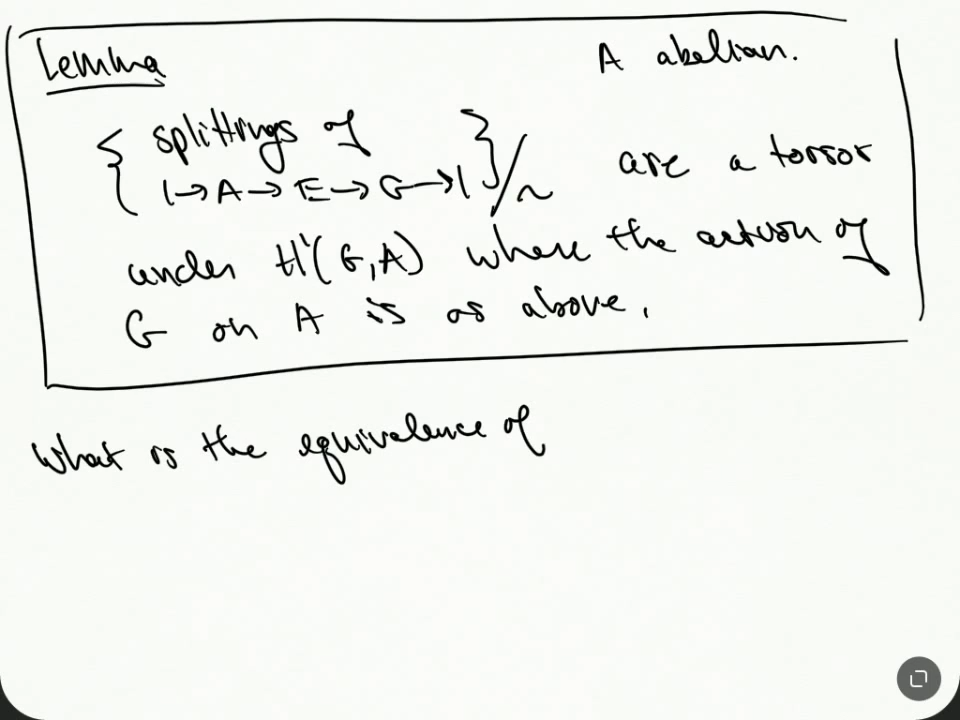 Lemma A abelian.
{ splittings of
1→A→E→G→1 }/~ are a torsor
under H¹(G,A) where the action of
G on A is as above.
What is the equivalence of